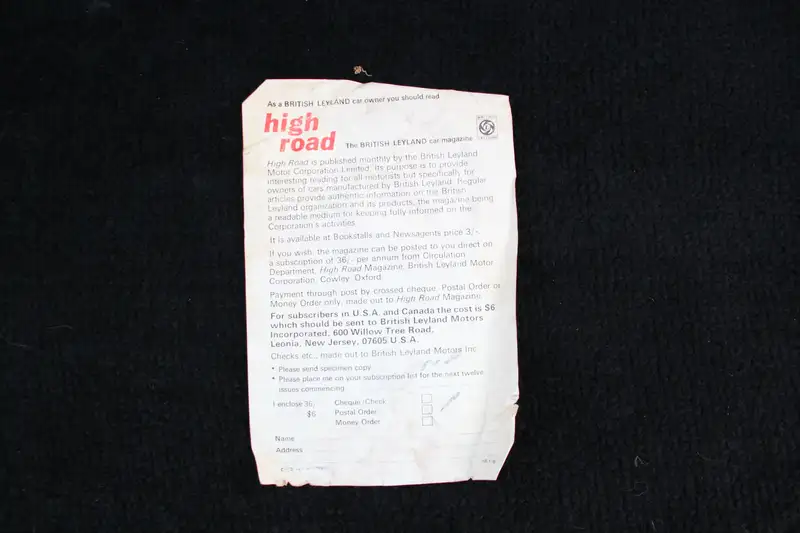 As a BRITISH LEYLAND car owner you should read
high
road
The BRITISH LEYLAND car magazine
High Road is published monthly by the British Leyland
Motor Corporation Limited. Its purpose is to provide
interesting reading for all motorists but specifically for
owners of cars manufactured by British Leyland. Regular
articles provide authentic information on the British
Leyland organisation and its products, the magazine being
a readable medium for keeping fully informed on the
Corporation's activities.
It is available at Bookstalls and Newsagents price 3/-.
If you wish, the magazine can be posted to you direct on
a subscription of 36/- per annum from Circulation
Department, High Road Magazine, British Leyland Motor
Corporation, Cowley, Oxford.
Payment through post by crossed cheque, Postal Order or
Money Order only, made out to High Road Magazine.
For subscribers in U.S.A. and Canada the cost is $6
which should be sent to British Leyland Motors
Incorporated, 600 Willow Tree Road,
Leonia, New Jersey, 07605 U.S.A.
Checks etc., made out to British Leyland Motors Inc.
* Please send specimen copy
* Please place me on your subscription list for the next twelve
issues commencing
I enclose 36/- Cheque/Check
$6 Postal Order
Money Order
Name
Address